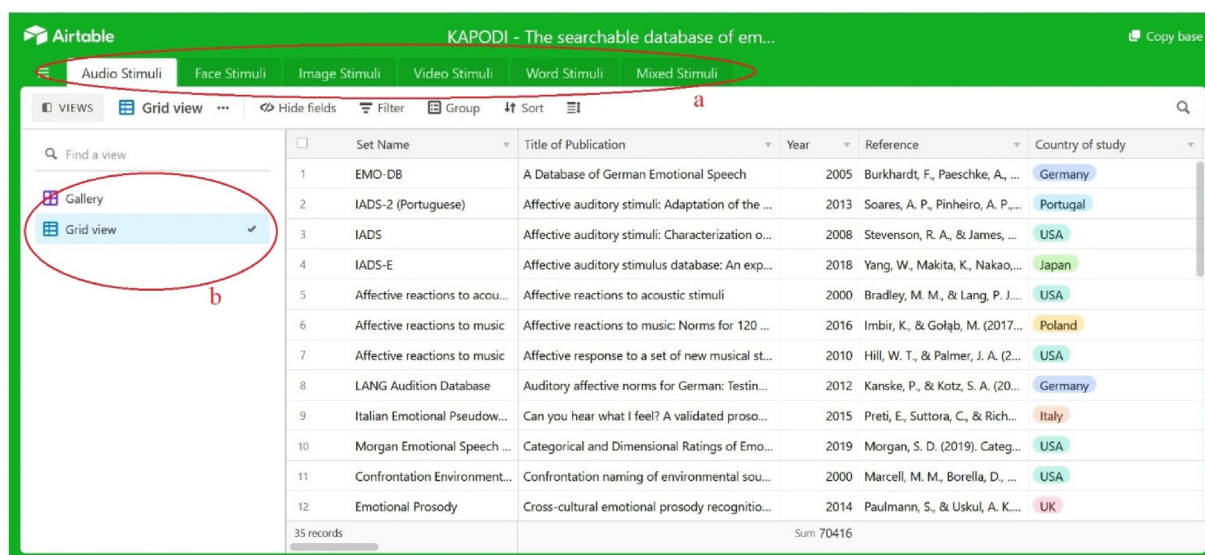 Airtable
KAPODI - The searchable database of em...
Copy base
Audio Stimuli Face Stimuli Image Stimuli Video Stimuli Word Stimuli Mixed Stimuli
a
VIEWS Grid view ... Hide fields Filter Group Sort
Find a view
Gallery
Grid view
b
Set Name Title of Publication Year Reference Country of study
1 EMO-DB A Database of German Emotional Speech 2005 Burkhardt, F., Paeschke, A., ... Germany
2 IADS-2 (Portuguese) Affective auditory stimuli: Adaptation of the ... 2013 Soares, A. P., Pinheiro, A. P.,... Portugal
3 IADS Affective auditory stimuli: Characterization o... 2008 Stevenson, R. A., & James, ... USA
4 IADS-E Affective auditory stimulus database: An exp... 2018 Yang, W., Makita, K., Nakao,... Japan
5 Affective reactions to acou... Affective reactions to acoustic stimuli 2000 Bradley, M. M., & Lang, P. J.... USA
6 Affective reactions to music Affective reactions to music: Norms for 120 ... 2016 Imbir, K., & Gołąb, M. (2017... Poland
7 Affective reactions to music Affective response to a set of new musical st... 2010 Hill, W. T., & Palmer, J. A. (2... USA
8 LANG Audition Database Auditory affective norms for German: Testin... 2012 Kanske, P., & Kotz, S. A. (20... Germany
9 Italian Emotional Pseudow... Can you hear what I feel? A validated proso... 2015 Preti, E., Suttora, C., & Rich... Italy
10 Morgan Emotional Speech ... Categorical and Dimensional Ratings of Emo... 2019 Morgan, S. D. (2019). Categ... USA
11 Confrontation Environment... Confrontation naming of environmental sou... 2000 Marcell, M. M., Borella, D., ... USA
12 Emotional Prosody Cross-cultural emotional prosody recognitio... 2014 Paulmann, S., & Uskul, A. K.... UK
35 records Sum 70416